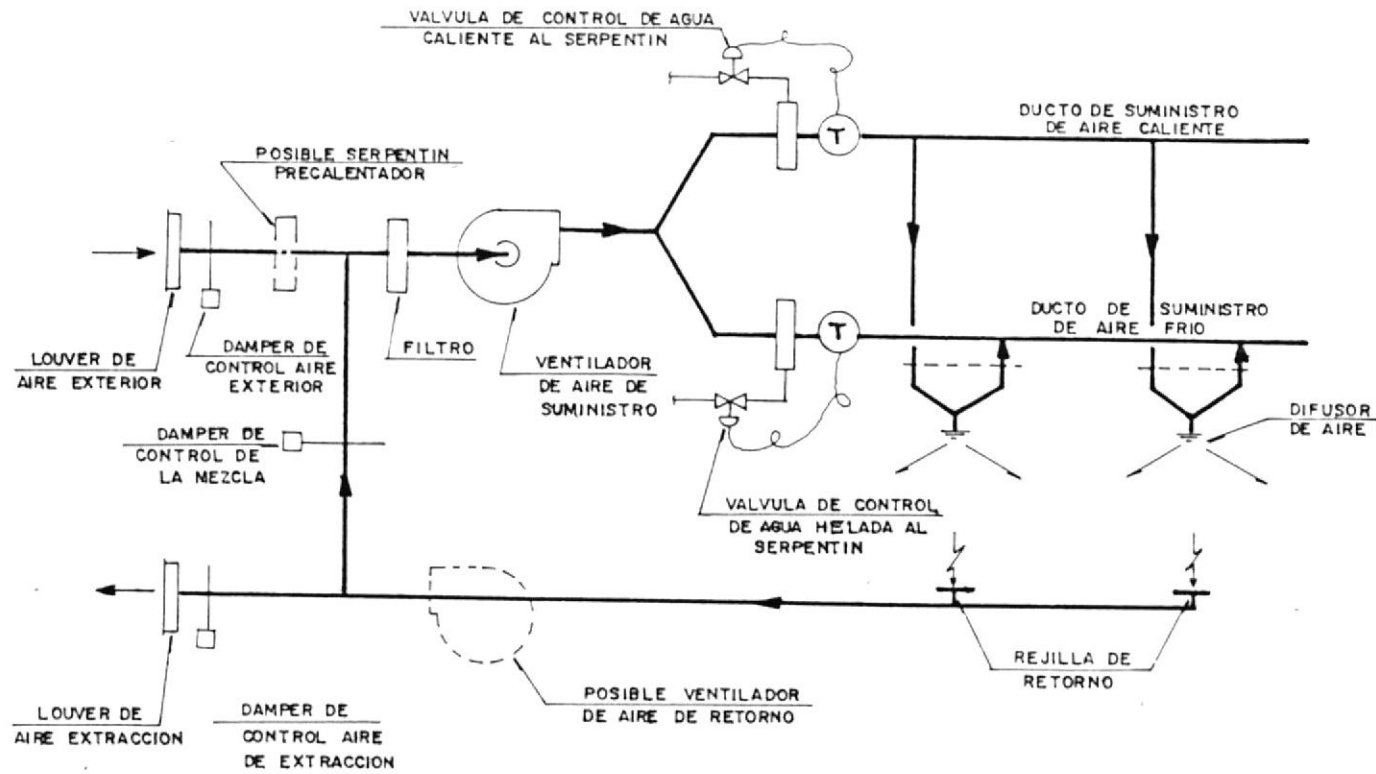 VALVULA DE CONTROL DE AGUA
CALIENTE AL SERPENTIN
DUCTO DE SUMINISTRO
DE AIRE CALIENTE
POSIBLE SERPENTIN
PRECALENTADOR
T
LOUVER DE
AIRE EXTERIOR
DAMPER DE
CONTROL AIRE
EXTERIOR
FILTRO
VENTILADOR
DE AIRE DE
SUMINISTRO
T
DUCTO DE SUMINISTRO
DE AIRE FRIO
DAMPER DE
CONTROL DE
LA MEZCLA
DIFUSOR
DE AIRE
VALVULA DE CONTROL
DE AGUA HELADA AL
SERPENTIN
LOUVER DE
AIRE EXTRACCION
DAMPER DE
CONTROL AIRE
DE EXTRACCION
POSIBLE VENTILADOR
DE AIRE DE RETORNO
REJILLA DE
RETORNO